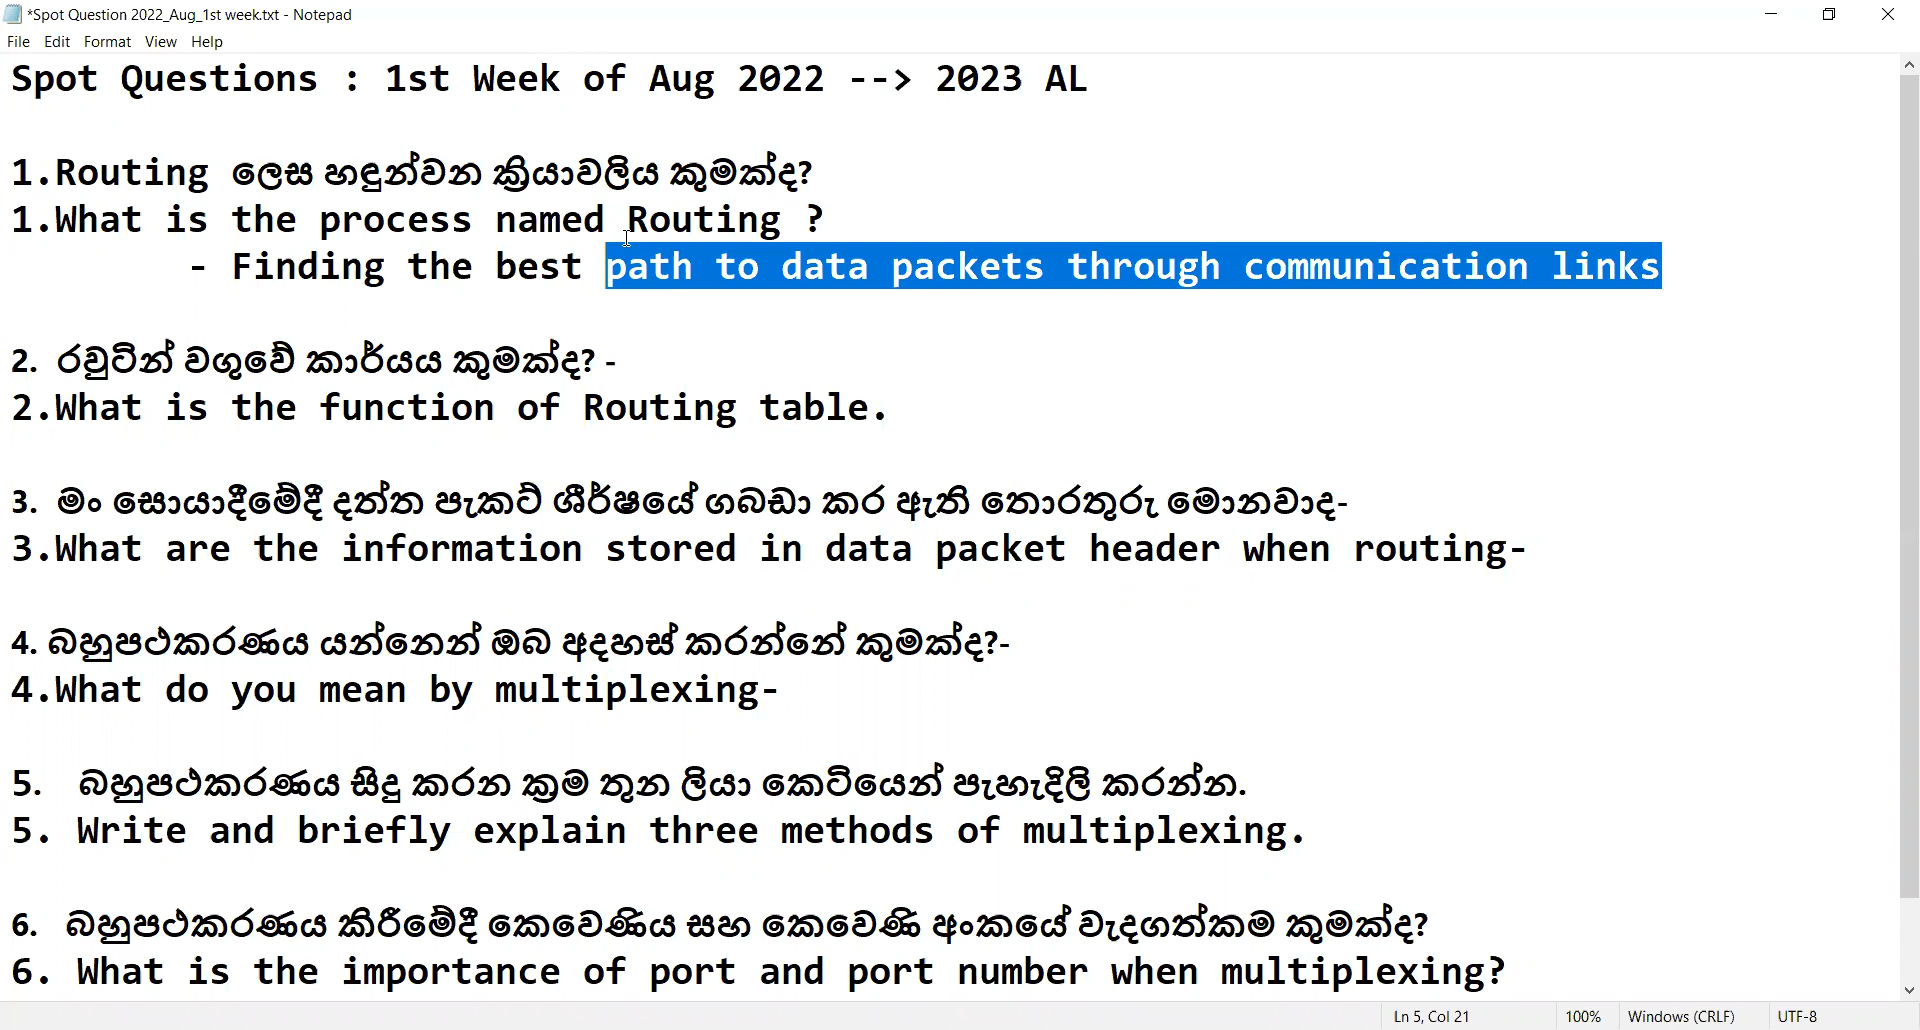 *Spot Question 2022_Aug_1st week.txt - Notepad
File Edit Format View Help
Spot Questions : 1st Week of Aug 2022 --> 2023 AL
1.Routing ලෙස හඳුන්වන ක්‍රියාවලිය කුමක්ද?
1.What is the process named Routing ?
- Finding the best path to data packets through communication links
2. රවුටින් වගුවේ කාර්යය කුමක්ද? -
2.What is the function of Routing table.
3. මං සොයාදීමේදී දත්ත පැකට් ශීර්ෂයේ ගබඩා කර ඇති තොරතුරු මොනවාද-
3.What are the information stored in data packet header when routing-
4. බහුපථකරණය යන්නෙන් ඔබ අදහස් කරන්නේ කුමක්ද?-
4.What do you mean by multiplexing-
5. බහුපථකරණය සිදු කරන ක්‍රම තුන ලියා කෙටියෙන් පැහැදිලි කරන්න.
5. Write and briefly explain three methods of multiplexing.
6. බහුපථකරණය කිරීමේදී කෙවෙණිය සහ කෙවෙණි අංකයේ වැදගත්කම කුමක්ද?
6. What is the importance of port and port number when multiplexing?
Ln 5, Col 21 100% Windows (CRLF) UTF-8